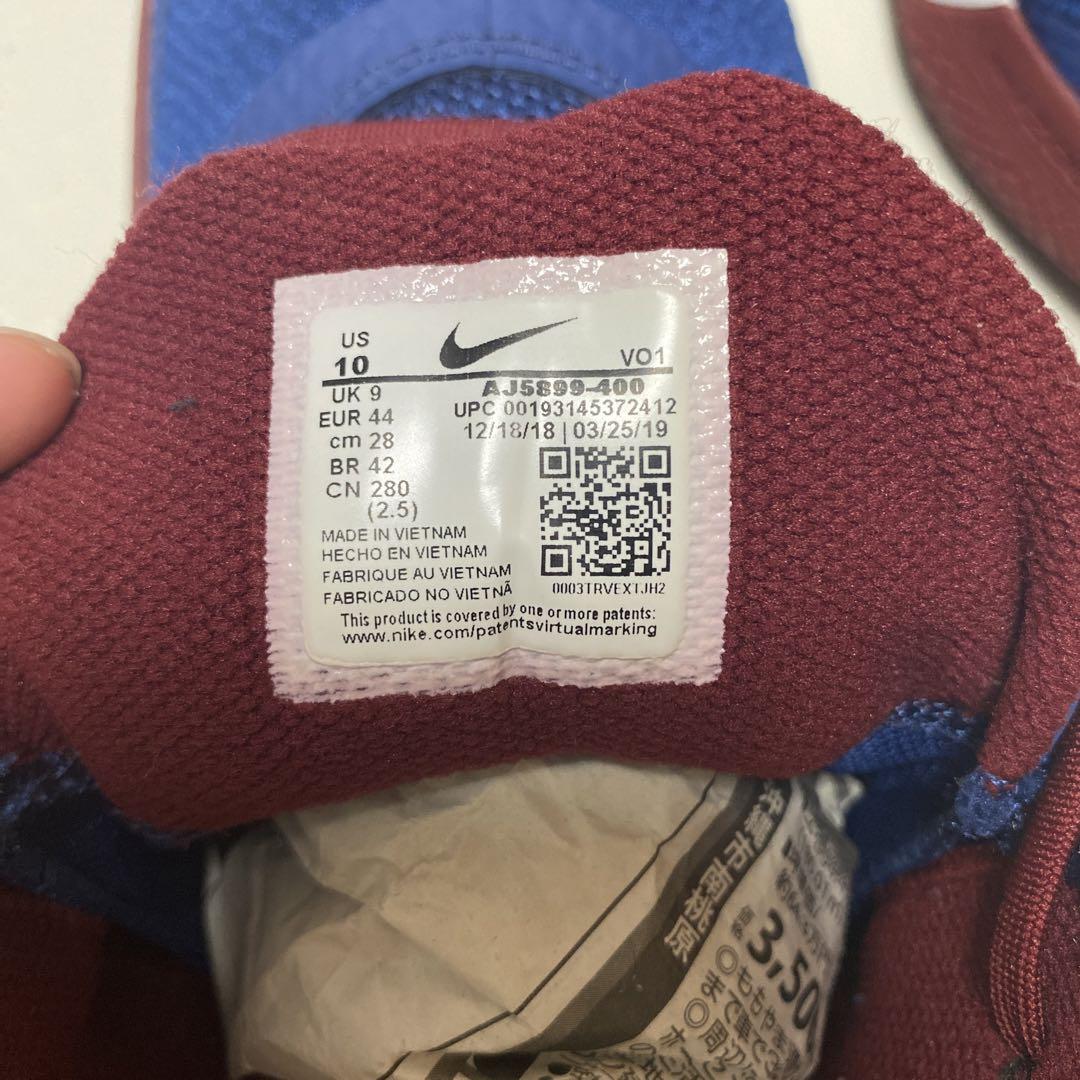 US
10
VO1
UK 9
AJ5899-400
EUR 44
UPC 00193145372412
cm 28
12/18/18 | 03/25/19
BR 42
CN 280
(2.5)
MADE IN VIETNAM
HECHO EN VIETNAM
FABRIQUE AU VIETNAM
FABRICADO NO VIETNÃ
0003TRVEXTJH2
This product is covered by one or more patents:
www.nike.com/patentsvirtualmarking
3,50